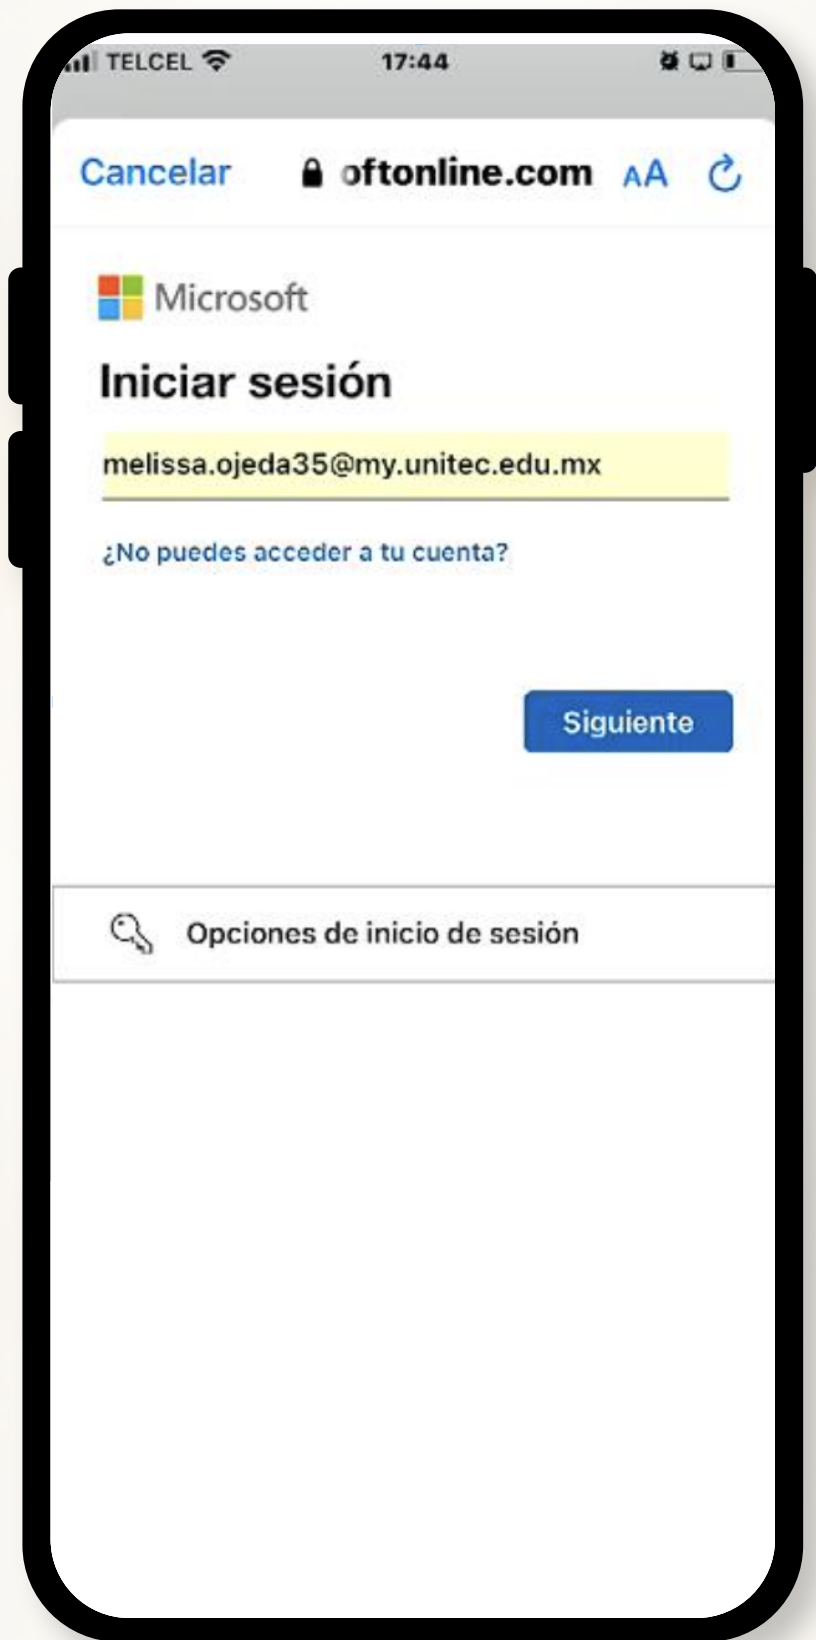 TELCEL 17:44
Cancelar oftonline.com AA
Microsoft
Iniciar sesión
melissa.ojeda35@my.unitec.edu.mx
¿No puedes acceder a tu cuenta?
Siguiente
Opciones de inicio de sesión